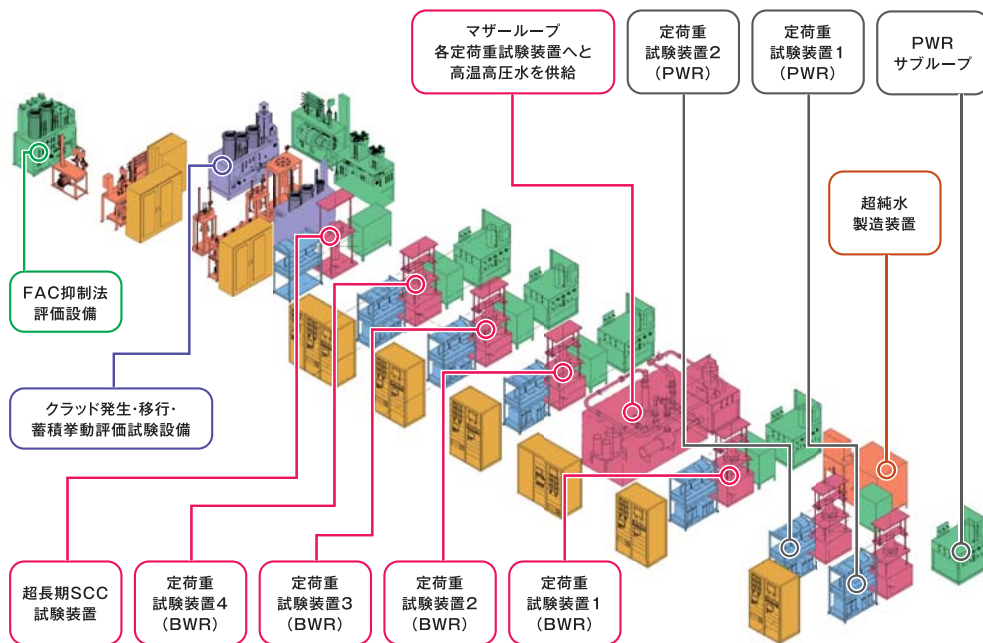 マザーループ
各定荷重試験装置へと
高温高圧水を供給
定荷重
試験装置2
(PWR)
定荷重
試験装置1
(PWR)
PWR
サブループ
超純水
製造装置
FAC抑制法
評価設備
クラッド発生・移行・
蓄積挙動評価試験設備
超長期SCC
試験装置
定荷重
試験装置4
(BWR)
定荷重
試験装置3
(BWR)
定荷重
試験装置2
(BWR)
定荷重
試験装置1
(BWR)